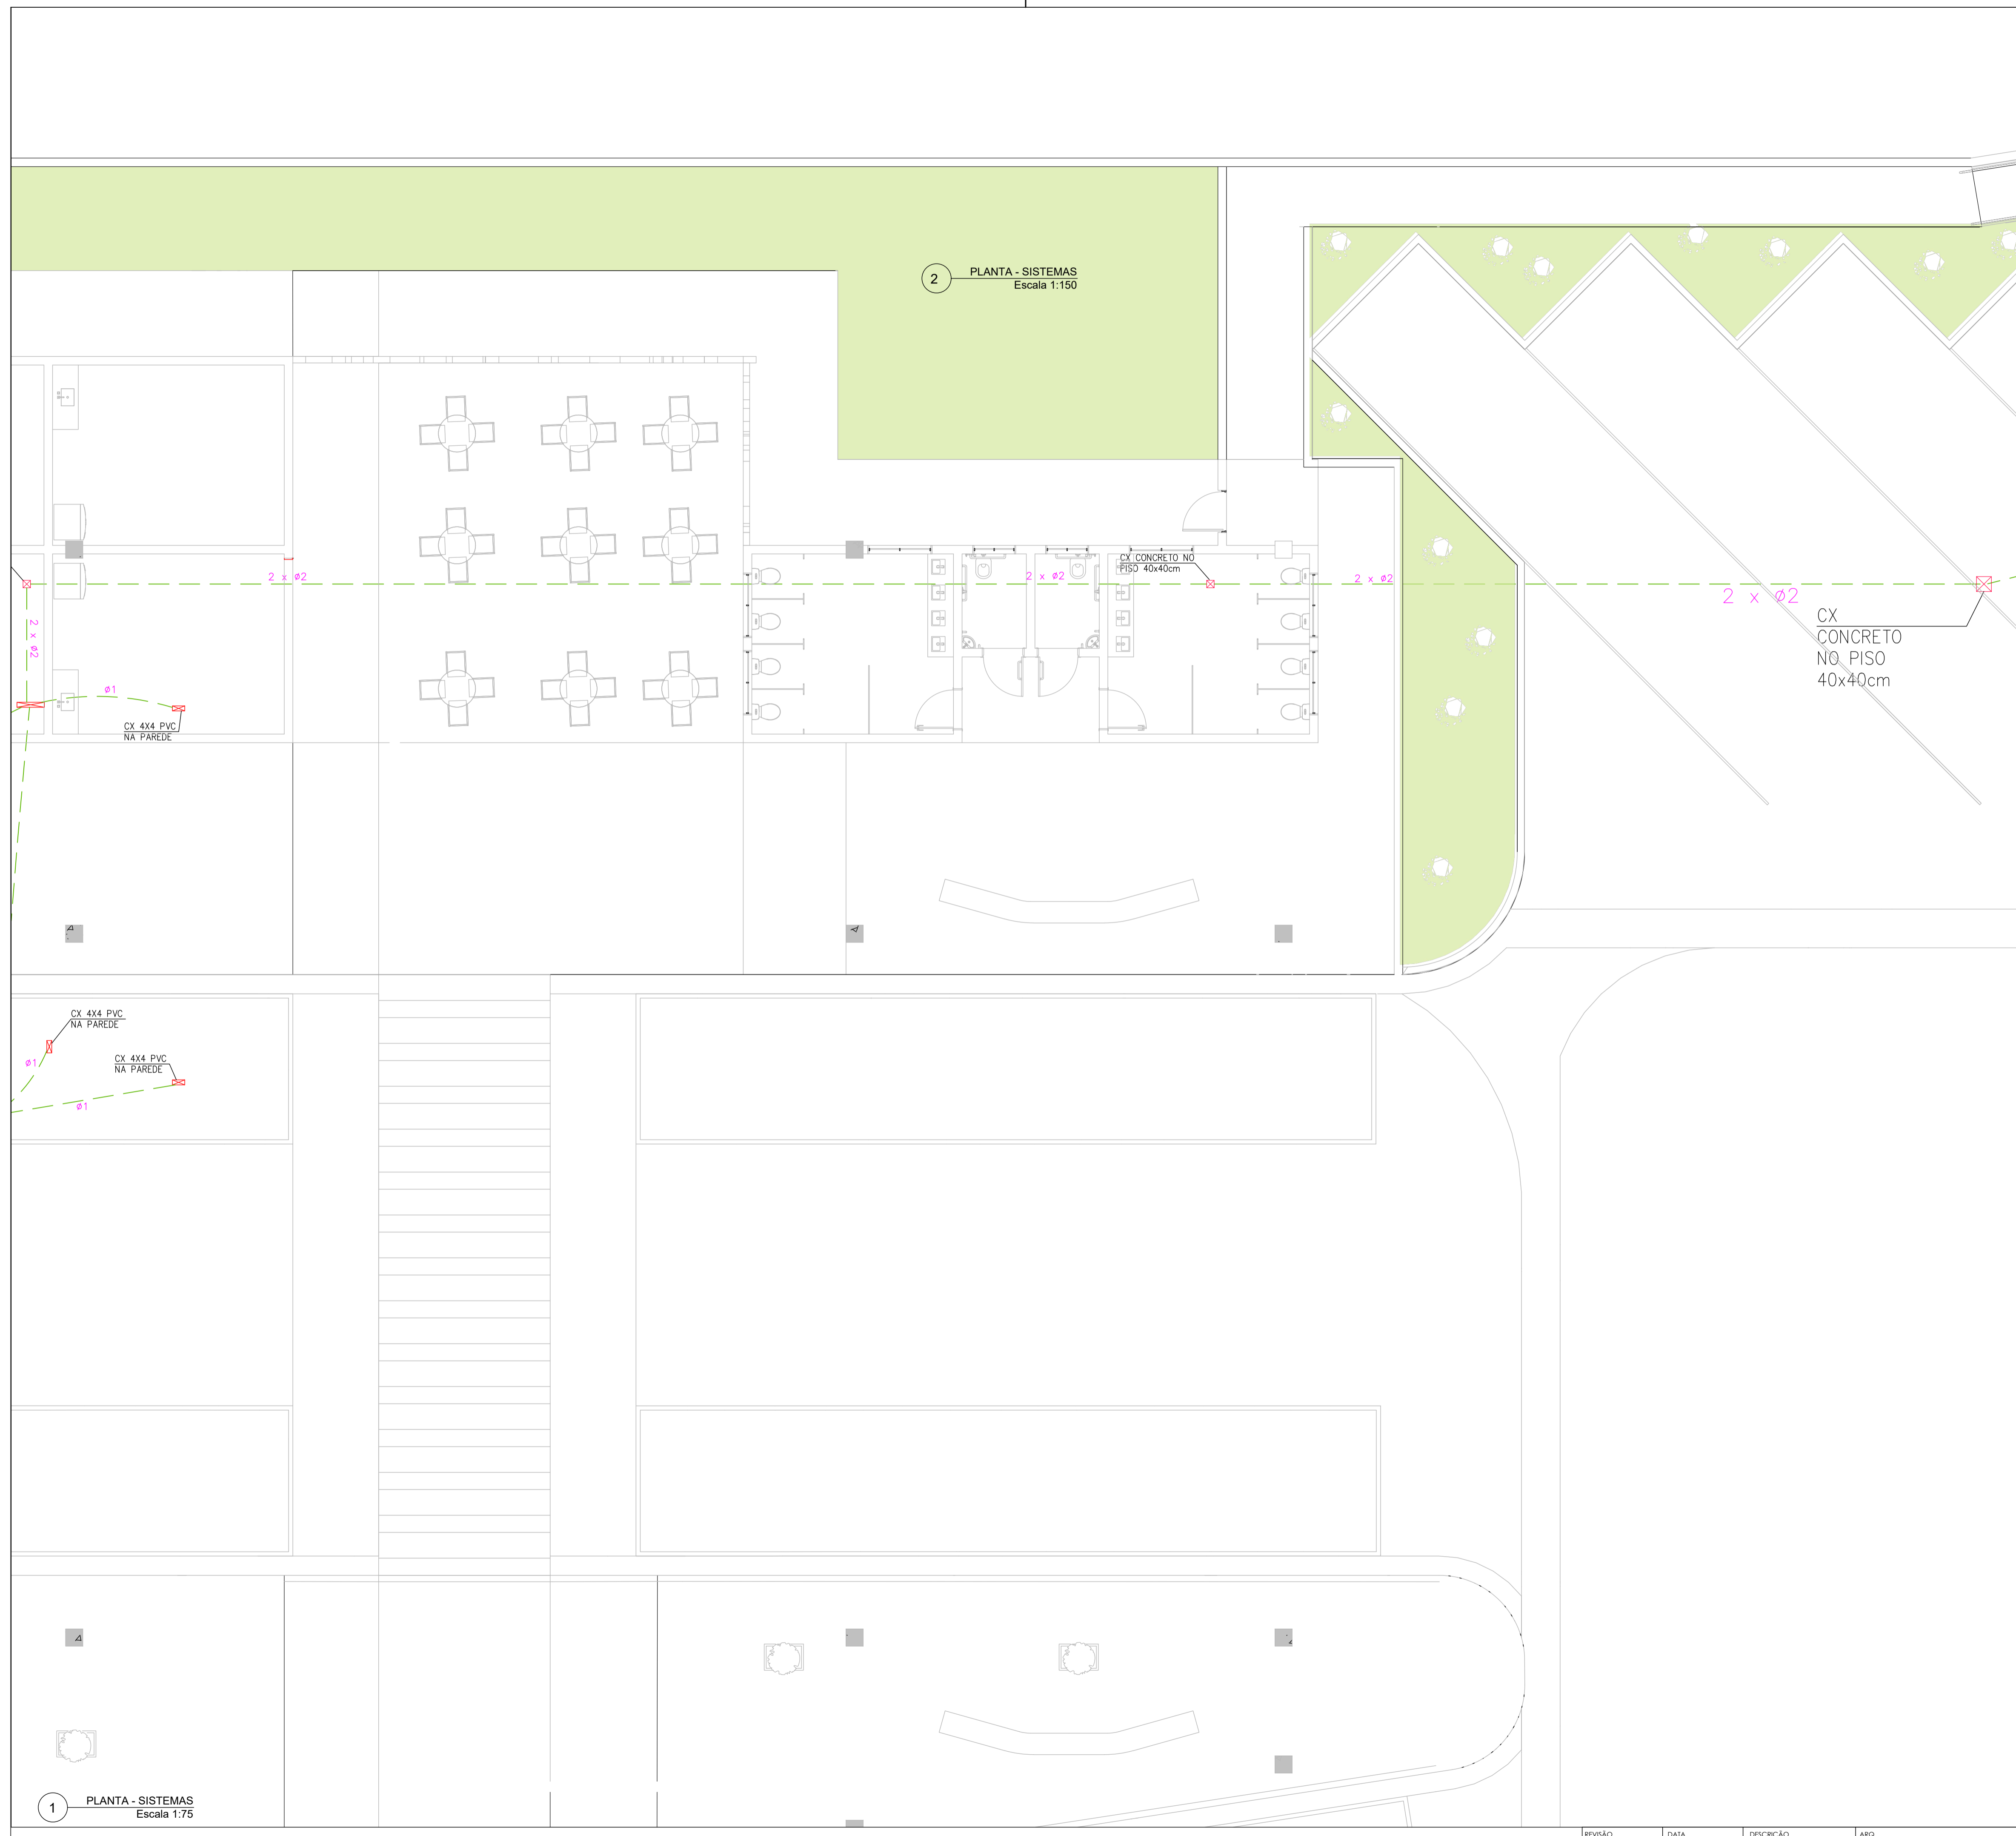 2
PLANTA - SISTEMAS
Escala 1:150
CX CONCRETO NO
PISO 40x40cm
2 x ø2
2 x ø2
2 x ø2
2 x ø2
CX
CONCRETO
NO PISO
40x40cm
2 x ø2
ø1
CX 4X4 PVC
NA PAREDE
CX 4X4 PVC
NA PAREDE
ø1
CX 4X4 PVC
NA PAREDE
ø1
1
PLANTA - SISTEMAS
Escala 1:75
REVISÃO
DATA
DESCRIÇÃO
ARQ.